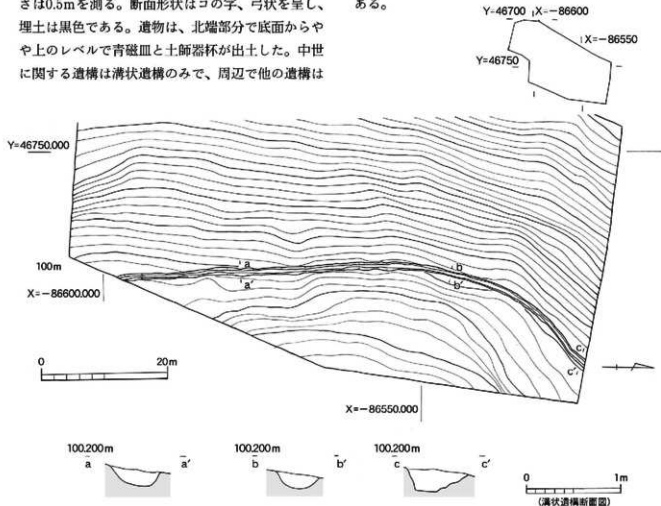 さは0.5mを測る。断面形状はコの字、弓状を呈し、
埋土は黒色である。遺物は、北端部分で底面からや
や上のレベルで青磁皿と土師器杯が出土した。中世
に関する遺構は溝状遺構のみで、周辺で他の遺構は
ある。
Y=46700
X=-86600
X=-86550
Y=46750
Y=46750.000
100m
X=-86600.000
a
a′
b
b′
c
c′
0
20m
X=-86550.000
100.200m
a
a′
100.200m
b
b′
100.200m
c
c′
0
1m
(溝状遺構断面図)